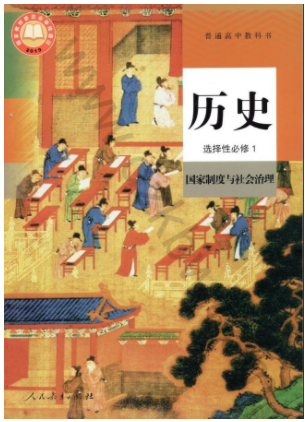 普通高中教科书
历史
选择性必修 1
国家制度与社会治理
2019
人民教育出版社